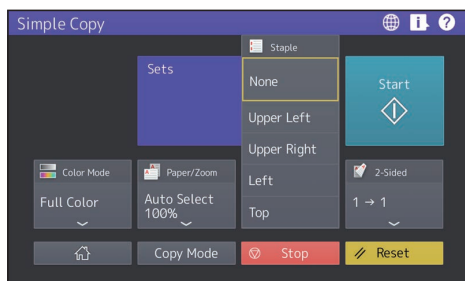 Simple Copy
Staple
Sets
None
Start
Upper Left
Upper Right
Color Mode
Paper/Zoom
Left
2-Sided
Full Color
Auto Select
100%
Top
1 → 1
Copy Mode
Stop
Reset